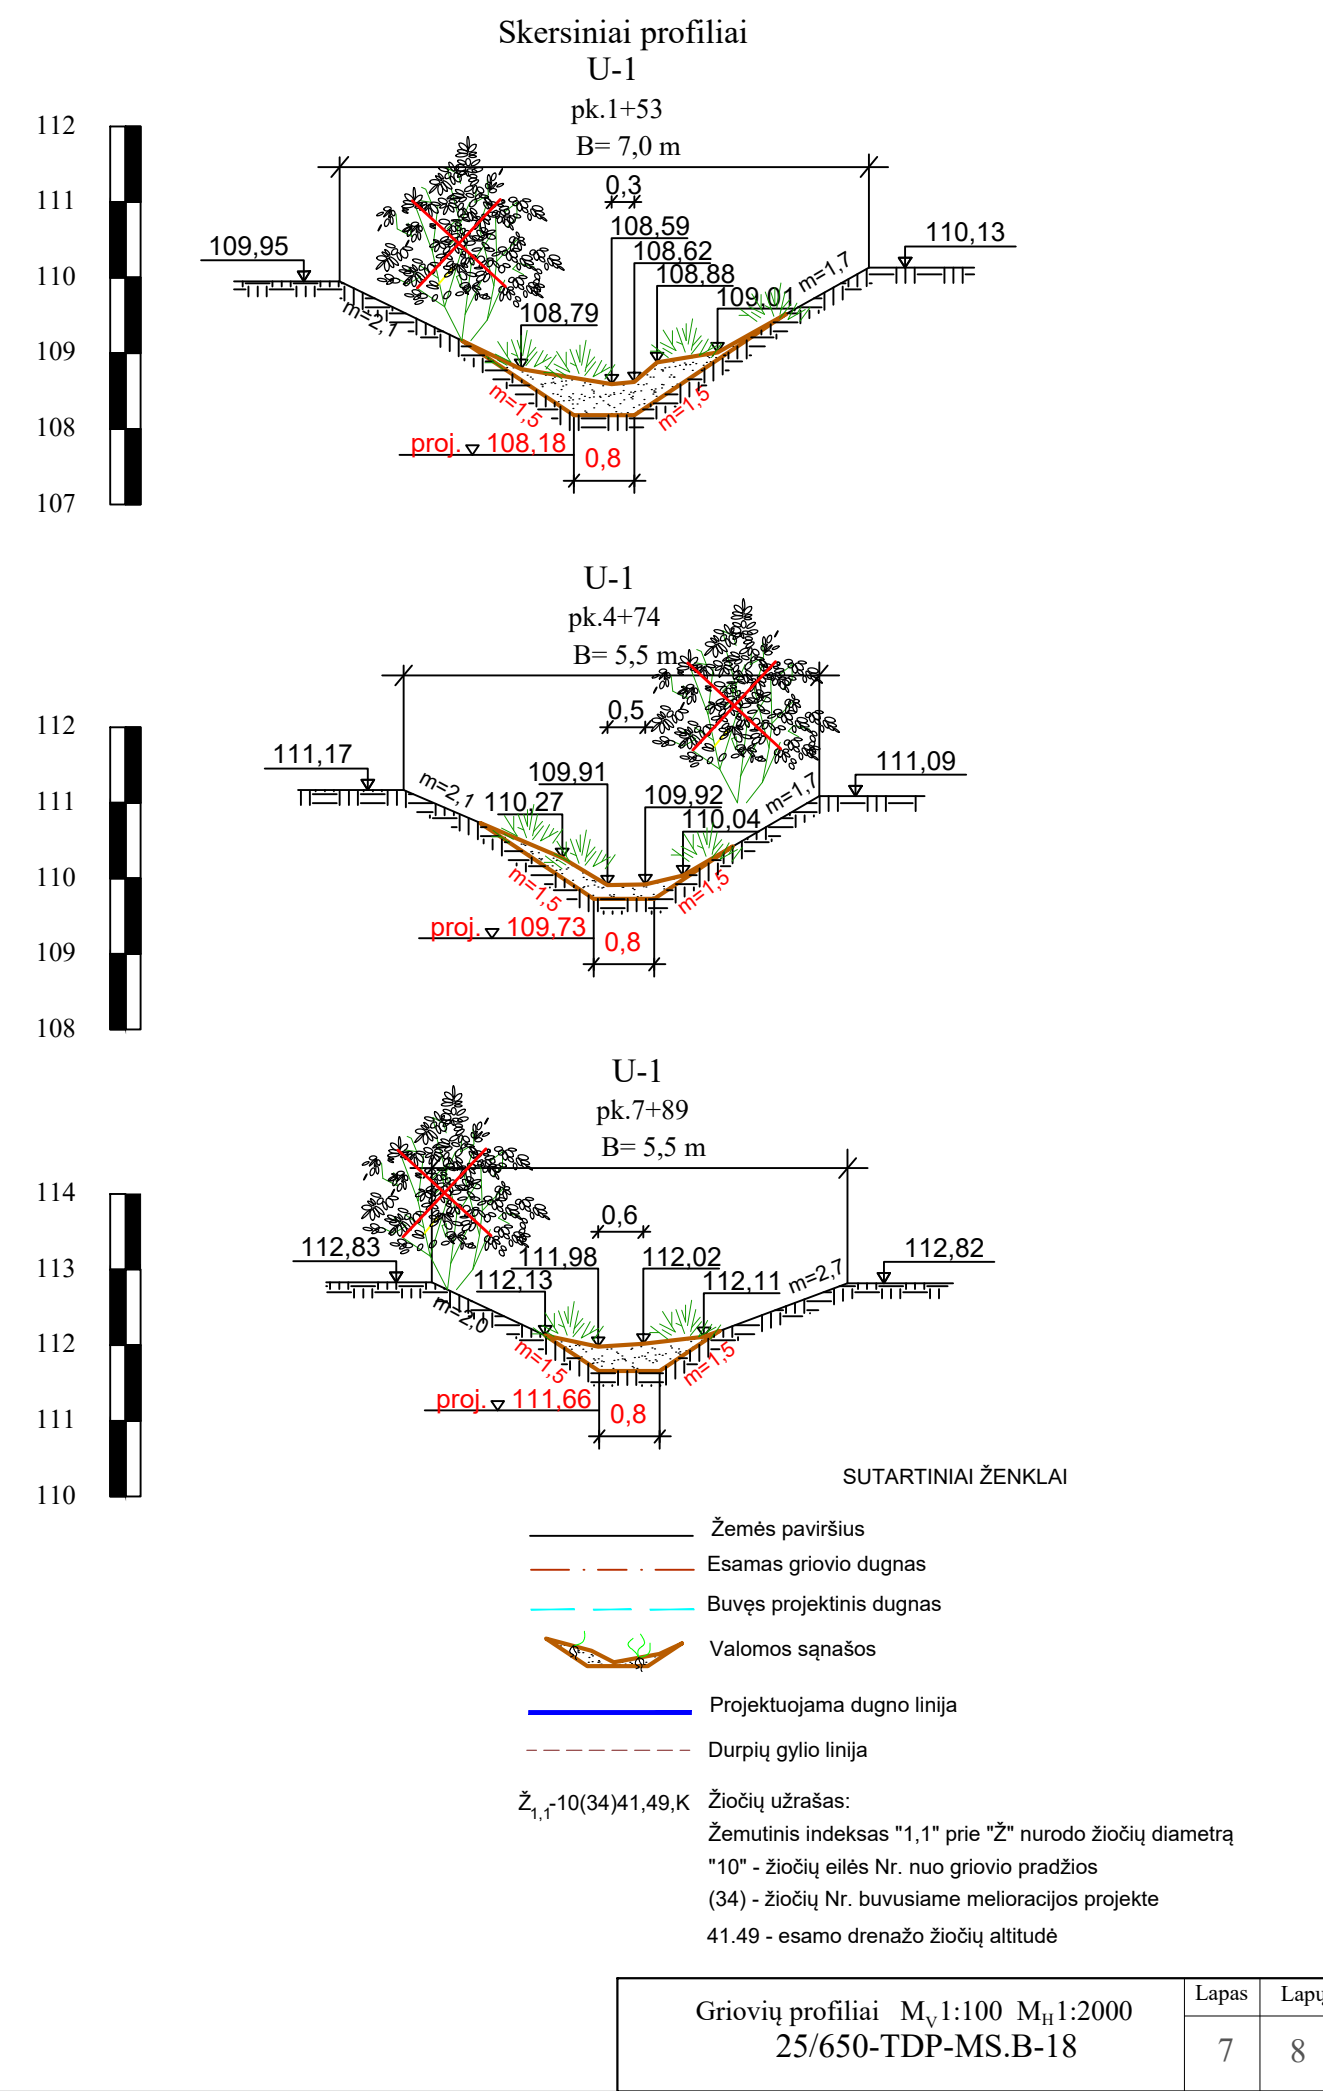 Skersiniai profiliai
U-1
pk.1+53
B= 7,0 m
112
111
110
109
108
107
0,3
109,95
108,59
108,62
108,88
109,01
110,13
m=1,7
m=2,1
108,79
m=1,5
m=1,5
proj. 108,18
0,8
U-1
pk.4+74
B= 5,5 m
112
111
110
109
108
0,5
111,17
111,09
m=2,1
m=1,7
109,91
109,92
110,27
110,04
m=1,5
m=1,5
proj. 109,73
0,8
U-1
pk.7+89
B= 5,5 m
114
113
112
111
110
0,6
112,83
111,98
112,02
112,82
112,13
112,11
m=2,7
m=2,0
m=1,5
m=1,5
proj. 111,66
0,8
SUTARTINIAI ŽENKLAI
Žemės paviršius
Esamas griovio dugnas
Buvęs projektinis dugnas
Valomos sąnašos
Projektuojama dugno linija
Durpių gylio linija
Ž1,1-10(34)41,49,K Žiočių užrašas:
Žemutinis indeksas "1,1" prie "Ž" nurodo žiočių diametrą
"10" - žiočių eilės Nr. nuo griovio pradžios
(34) - žiočių Nr. buvusiame melioracijos projekte
41.49 - esamo drenažo žiočių altitudė
Griovių profiliai MV1:100 MH1:2000
25/650-TDP-MS.B-18
Lapas Lapų
7 8